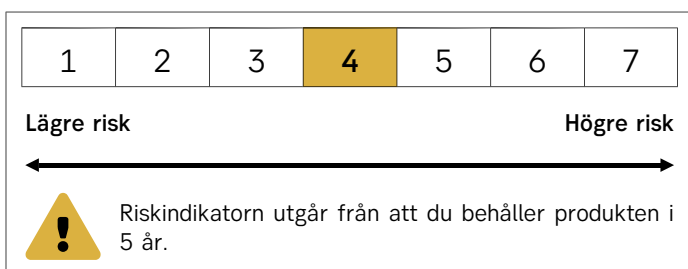 1 2 3 4 5 6 7
Lägre risk Högre risk
Riskindikatorn utgår från att du behåller produkten i
5 år.